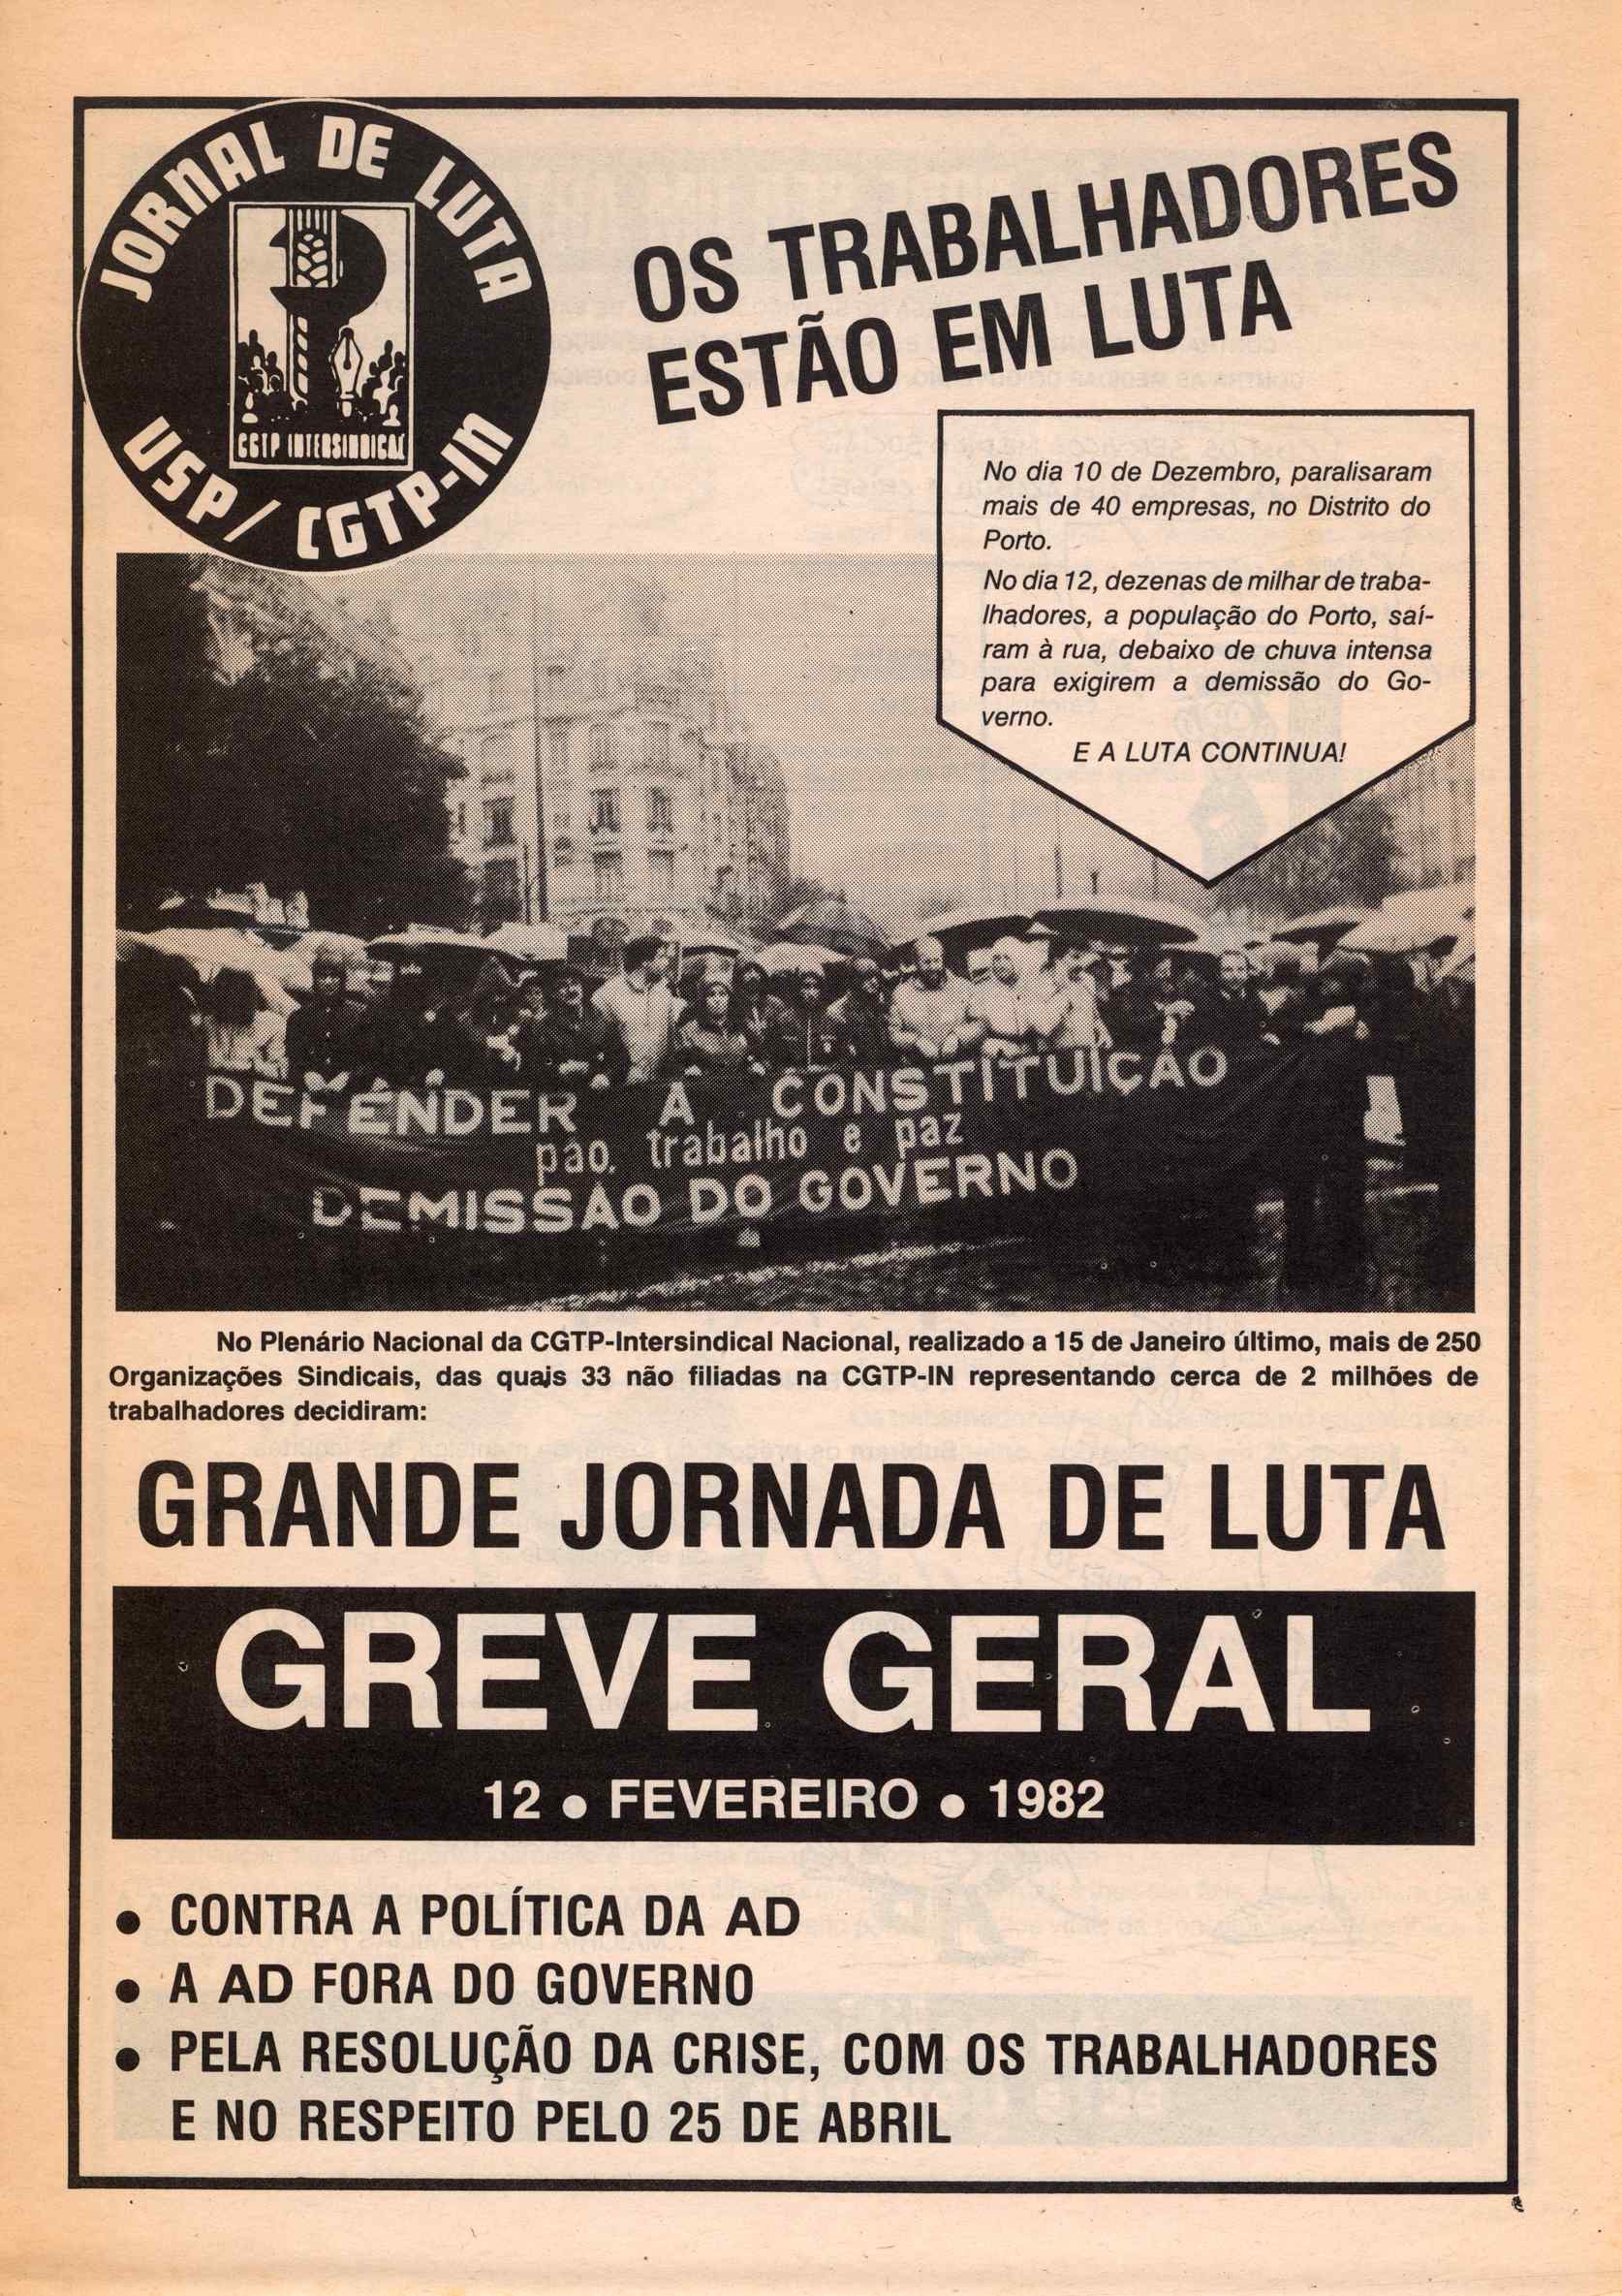 JORNAL DE LUTA
CGTP INTERSINDICAL
USP/CGTP-IN
OS TRABALHADORES
ESTÃO EM LUTA
No dia 10 de Dezembro, paralisaram
mais de 40 empresas, no Distrito do
Porto.
No dia 12, dezenas de milhar de traba-
lhadores, a população do Porto, saí-
ram à rua, debaixo de chuva intensa
para exigirem a demissão do Go-
verno.
E A LUTA CONTINUA!
DEFENDER A CONSTITUIÇÃO
pão, trabalho e paz
DEMISSÃO DO GOVERNO
No Plenário Nacional da CGTP-Intersindical Nacional, realizado a 15 de Janeiro último, mais de 250
Organizações Sindicais, das quais 33 não filiadas na CGTP-IN representando cerca de 2 milhões de
trabalhadores decidiram:
GRANDE JORNADA DE LUTA
GREVE GERAL
12 • FEVEREIRO • 1982
• CONTRA A POLÍTICA DA AD
• A AD FORA DO GOVERNO
• PELA RESOLUÇÃO DA CRISE, COM OS TRABALHADORES
E NO RESPEITO PELO 25 DE ABRIL